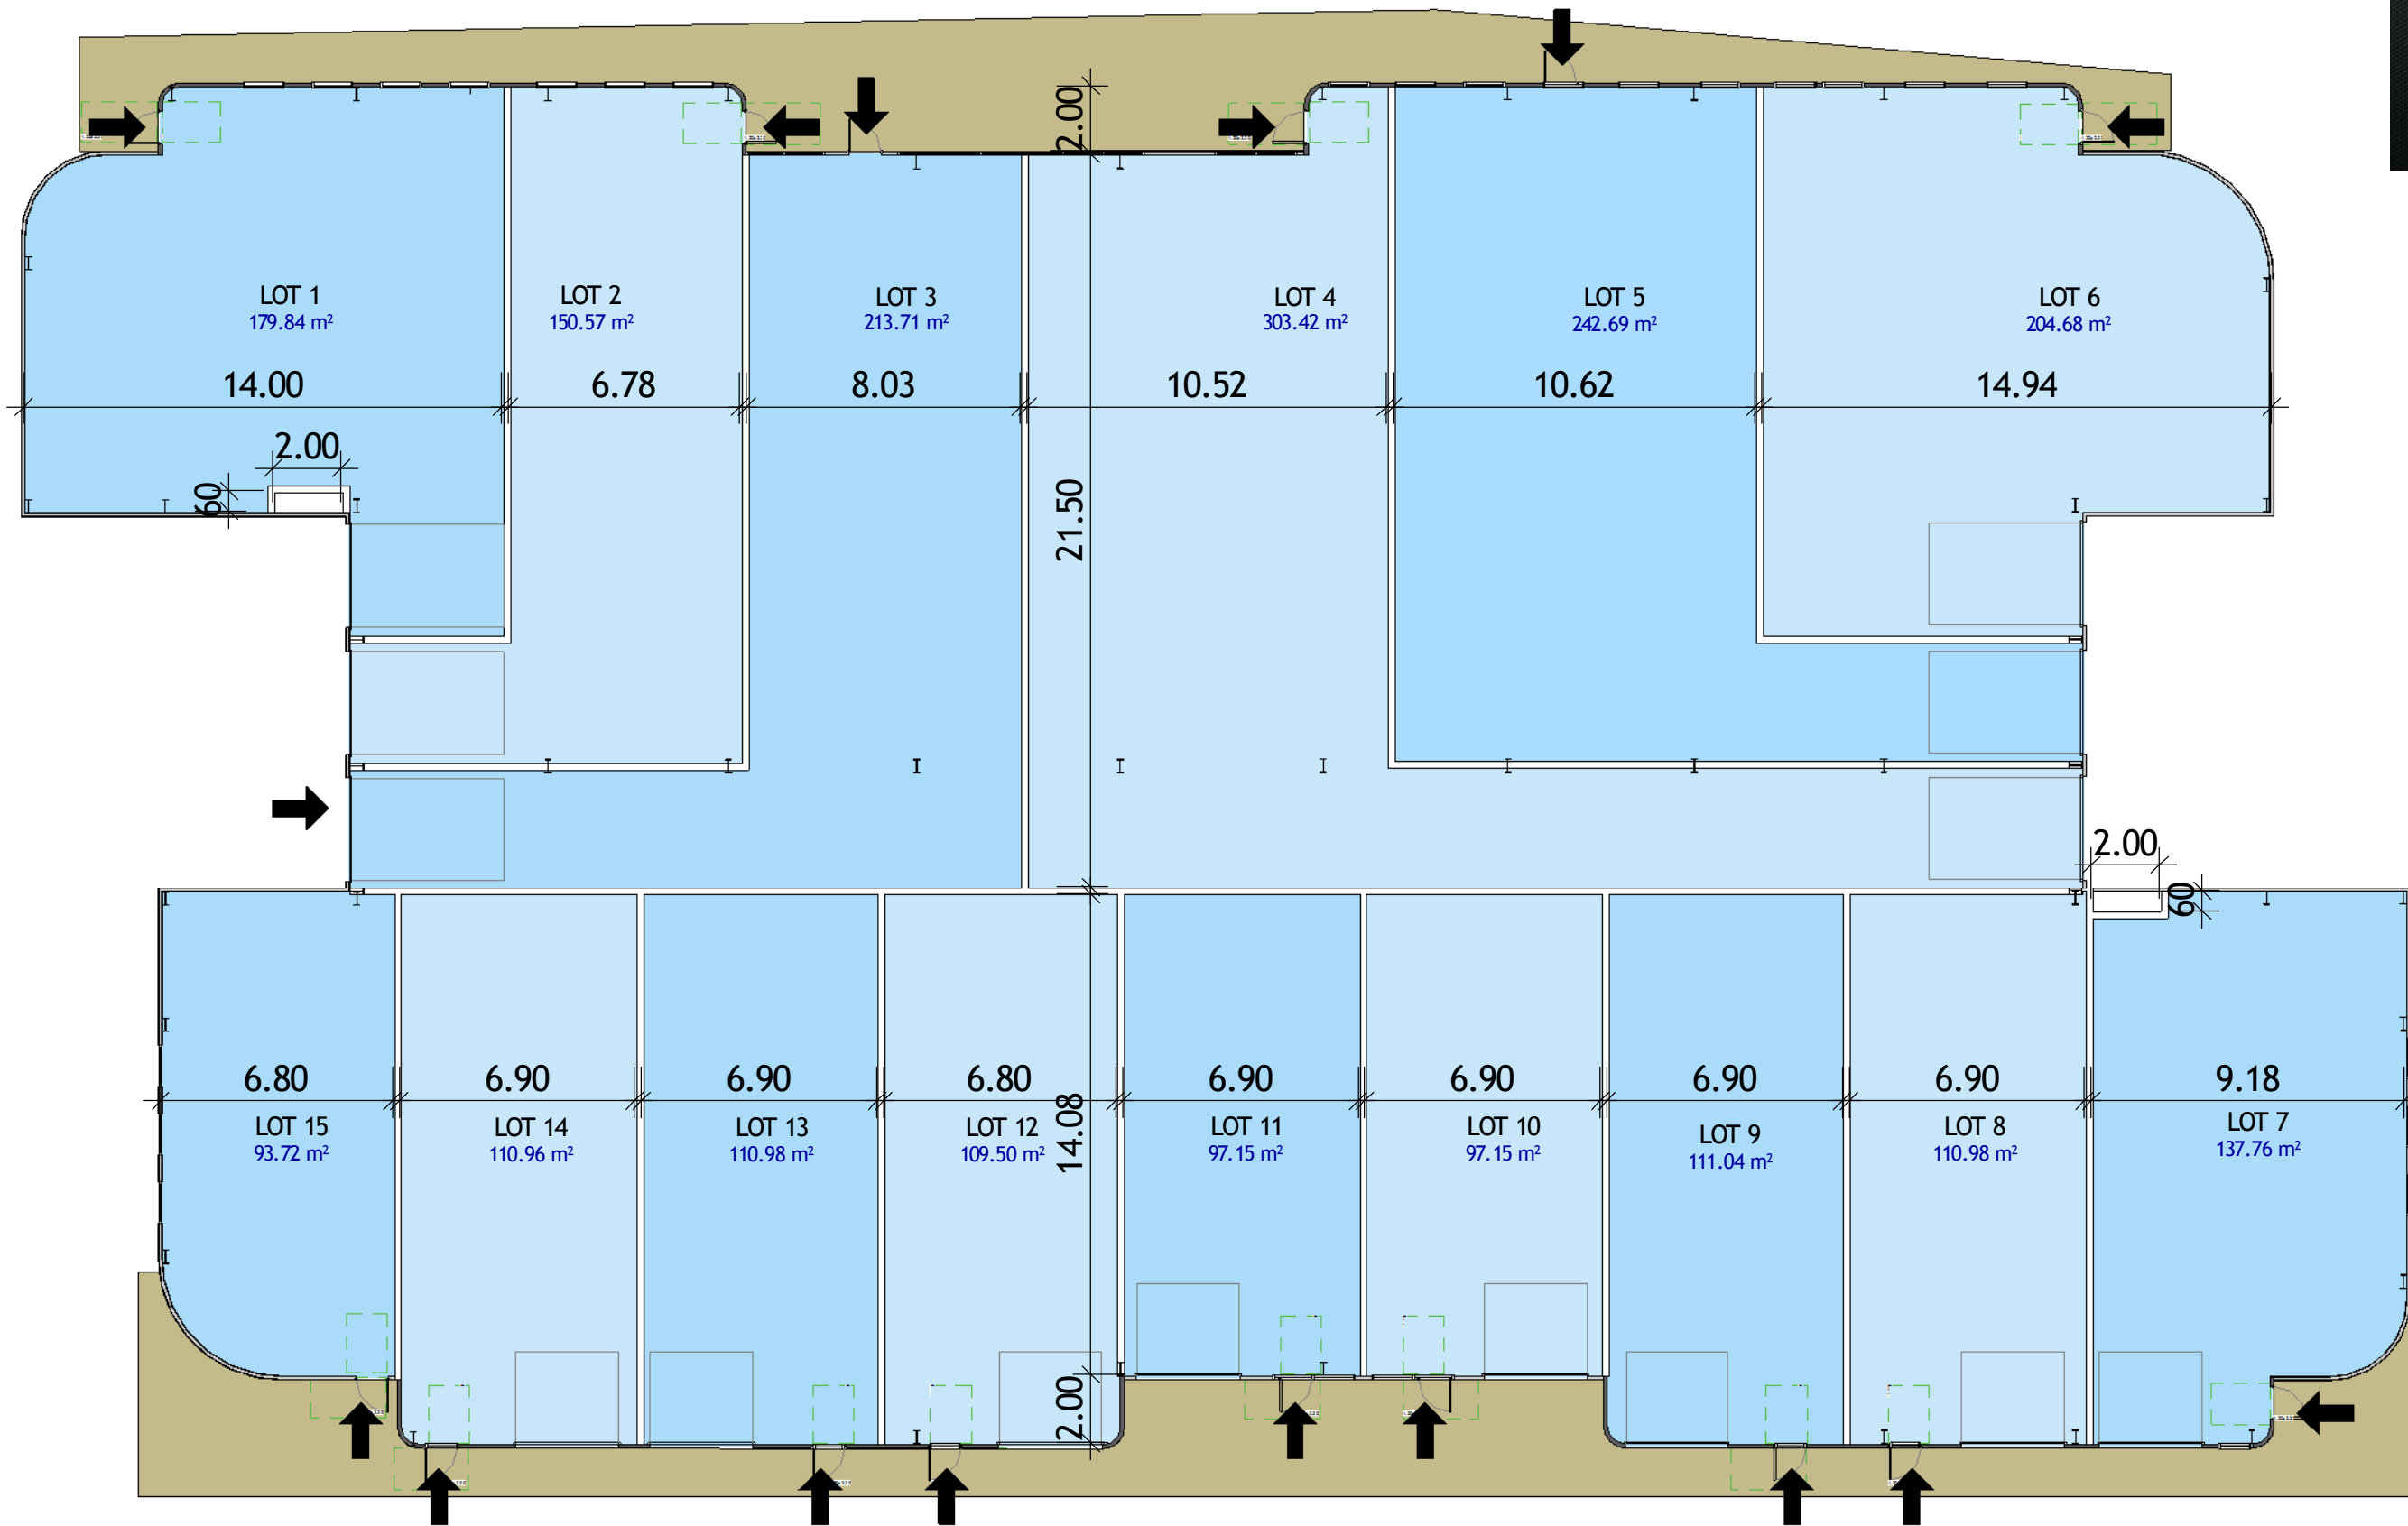 2.00
LOT 1
179.84 m²
LOT 2
150.57 m²
LOT 3
213.71 m²
LOT 4
303.42 m²
LOT 5
242.69 m²
LOT 6
204.68 m²
14.00
6.78
8.03
10.52
10.62
14.94
2.00
60
21.50
2.00
60
6.80
6.90
6.90
6.80
6.90
6.90
6.90
6.90
9.18
14.08
LOT 15
93.72 m²
LOT 14
110.96 m²
LOT 13
110.98 m²
LOT 12
109.50 m²
LOT 11
97.15 m²
LOT 10
97.15 m²
LOT 9
111.04 m²
LOT 8
110.98 m²
LOT 7
137.76 m²
2.00